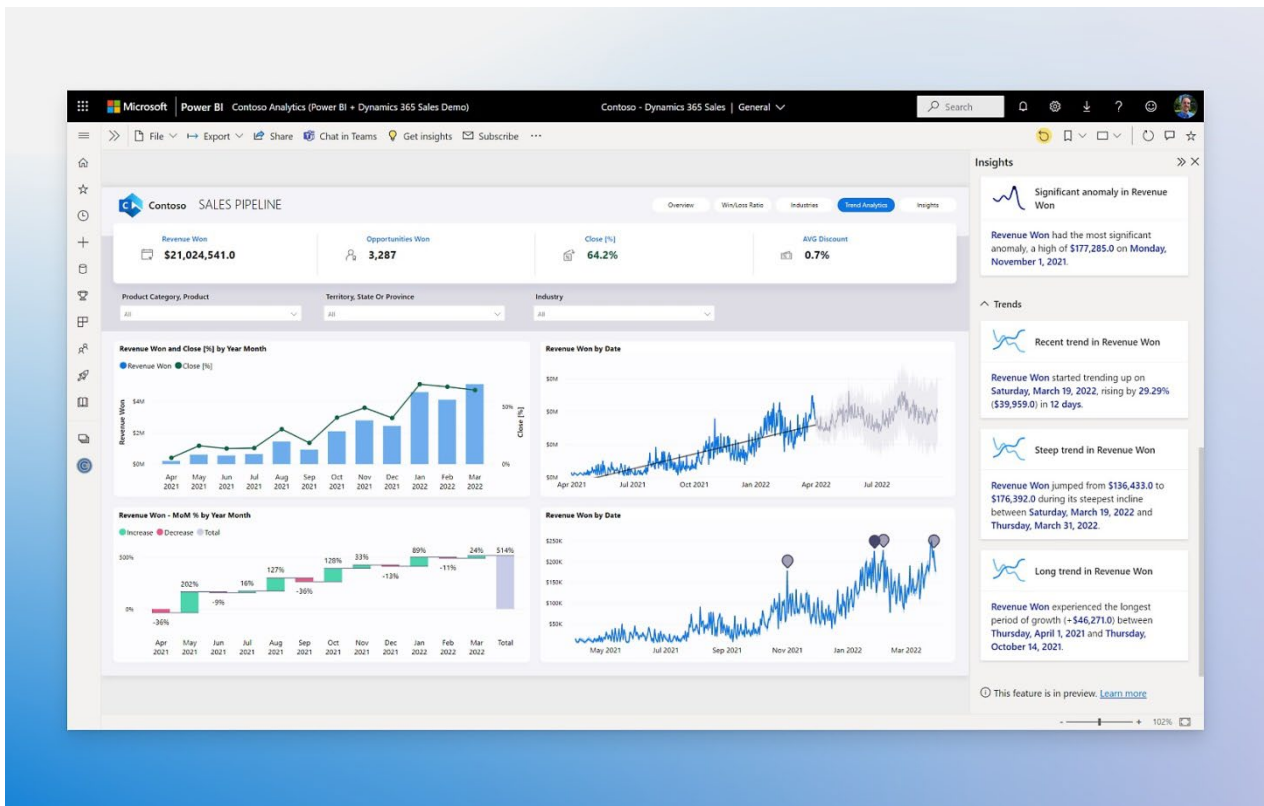 Microsoft Power BI Contoso Analytics (Power BI + Dynamics 365 Sales Demo) Contoso - Dynamics 365 Sales | General Search
File Export Share Chat in Teams Get insights Subscribe ...
Contoso SALES PIPELINE
Overview Win/Loss Ratio Industries Trend Analytics Insights
Revenue Won Opportunities Won Close [%] AVG Discount
$21,024,541.0 3,287 64.2% 0.7%
Product Category, Product Territory, State Or Province Industry
All All All
Revenue Won and Close [%] by Year Month
Revenue Won Close [%]
Revenue Won
$4M
$2M
$0M
50%
0%
Close [%]
Apr May Jun Jul Aug Sep Oct Nov Dec Jan Feb Mar
2021 2021 2021 2021 2021 2021 2021 2021 2021 2022 2022 2022
Revenue Won by Date
$0M
$0M
$0M
$0M
Apr 2021 Jul 2021 Oct 2021 Jan 2022 Apr 2022 Jul 2022
Revenue Won - MoM % by Year Month
Increase Decrease Total
500%
0%
-36% 202% -9% 16% 127% -36% 128% 33% -13% 89% -11% 24% 514%
Apr May Jun Jul Aug Sep Oct Nov Dec Jan Feb Mar Total
2021 2021 2021 2021 2021 2021 2021 2021 2021 2022 2022 2022
Revenue Won by Date
$250K
$200K
$150K
$100K
$50K
May 2021 Jul 2021 Sep 2021 Nov 2021 Jan 2022 Mar 2022
Insights
Significant anomaly in Revenue
Won
Revenue Won had the most significant
anomaly, a high of $177,285.0 on Monday,
November 1, 2021.
Trends
Recent trend in Revenue Won
Revenue Won started trending up on
Saturday, March 19, 2022, rising by 29.29%
($39,959.0) in 12 days.
Steep trend in Revenue Won
Revenue Won jumped from $136,433.0 to
$176,392.0 during its steepest incline
between Saturday, March 19, 2022 and
Thursday, March 31, 2022.
Long trend in Revenue Won
Revenue Won experienced the longest
period of growth (+$46,271.0) between
Thursday, April 1, 2021 and Thursday,
October 14, 2021.
This feature is in preview. Learn more
- + 102%